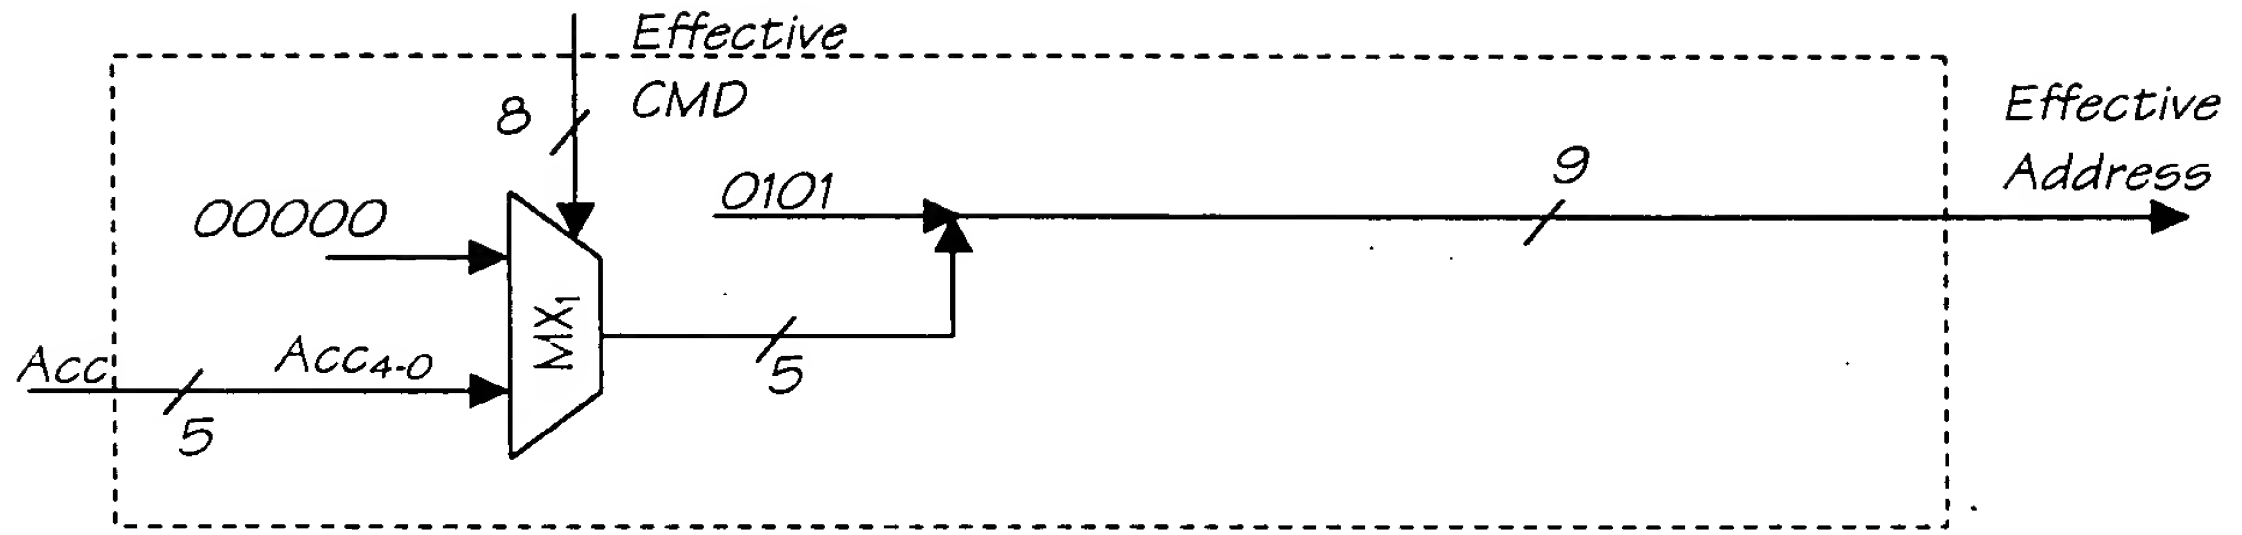 Effective
CMD
8
Effective
Address
9
0101
00000
MX1
Acc
Acc4-0
5
5